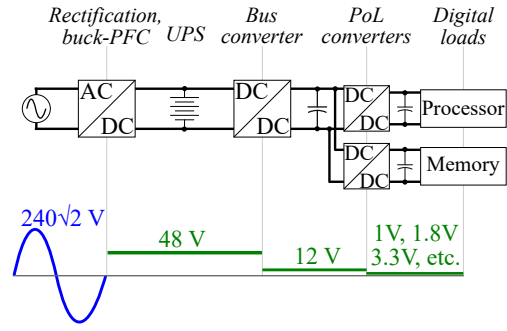 Rectification, buck-PFC
UPS
Bus converter
PoL converters
Digital loads
AC
DC
DC
DC
DC
DC
Processor
DC
DC
Memory
240√2 V
48 V
12 V
1V, 1.8V
3.3V, etc.